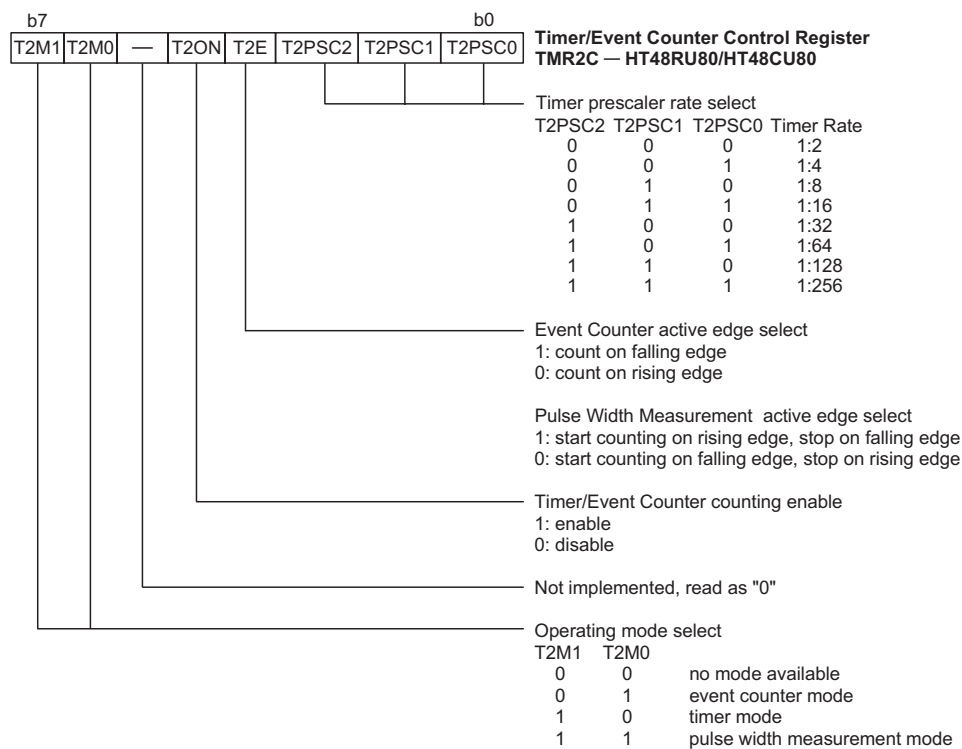 b7 b0
T2M1 T2M0 — T2ON T2E T2PSC2 T2PSC1 T2PSC0
Timer/Event Counter Control Register
TMR2C — HT48RU80/HT48CU80
Timer prescaler rate select
T2PSC2 T2PSC1 T2PSC0 Timer Rate
0 0 0 1:2
0 0 1 1:4
0 1 0 1:8
0 1 1 1:16
1 0 0 1:32
1 0 1 1:64
1 1 0 1:128
1 1 1 1:256
Event Counter active edge select
1: count on falling edge
0: count on rising edge
Pulse Width Measurement active edge select
1: start counting on rising edge, stop on falling edge
0: start counting on falling edge, stop on rising edge
Timer/Event Counter counting enable
1: enable
0: disable
Not implemented, read as "0"
Operating mode select
T2M1 T2M0
0 0 no mode available
0 1 event counter mode
1 0 timer mode
1 1 pulse width measurement mode